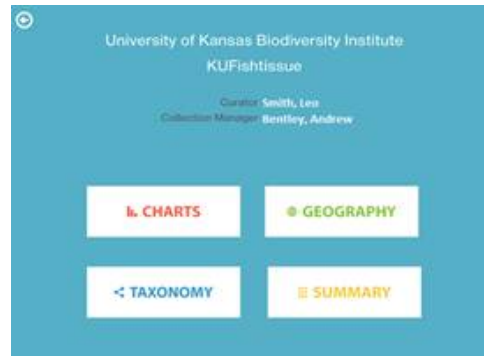 University of Kansas Biodiversity Institute
KUFishtissue
Curator Smith, Leo
Collection Manager Bentley, Andrew
CHARTS
GEOGRAPHY
TAXONOMY
SUMMARY